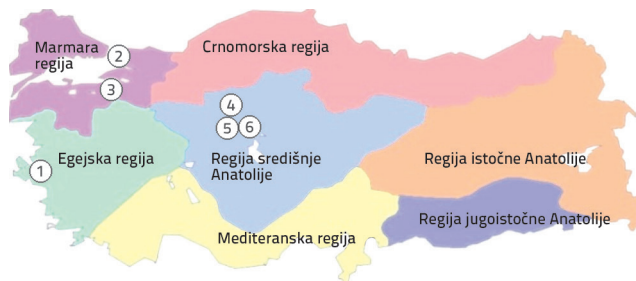 Marmara
regija
2
3
Crnomorska regija
4
5
6
1
Egejska regija
Regija središnje
Anatolije
Regija istočne Anatolije
Regija jugoistočne Anatolije
Mediteranska regija